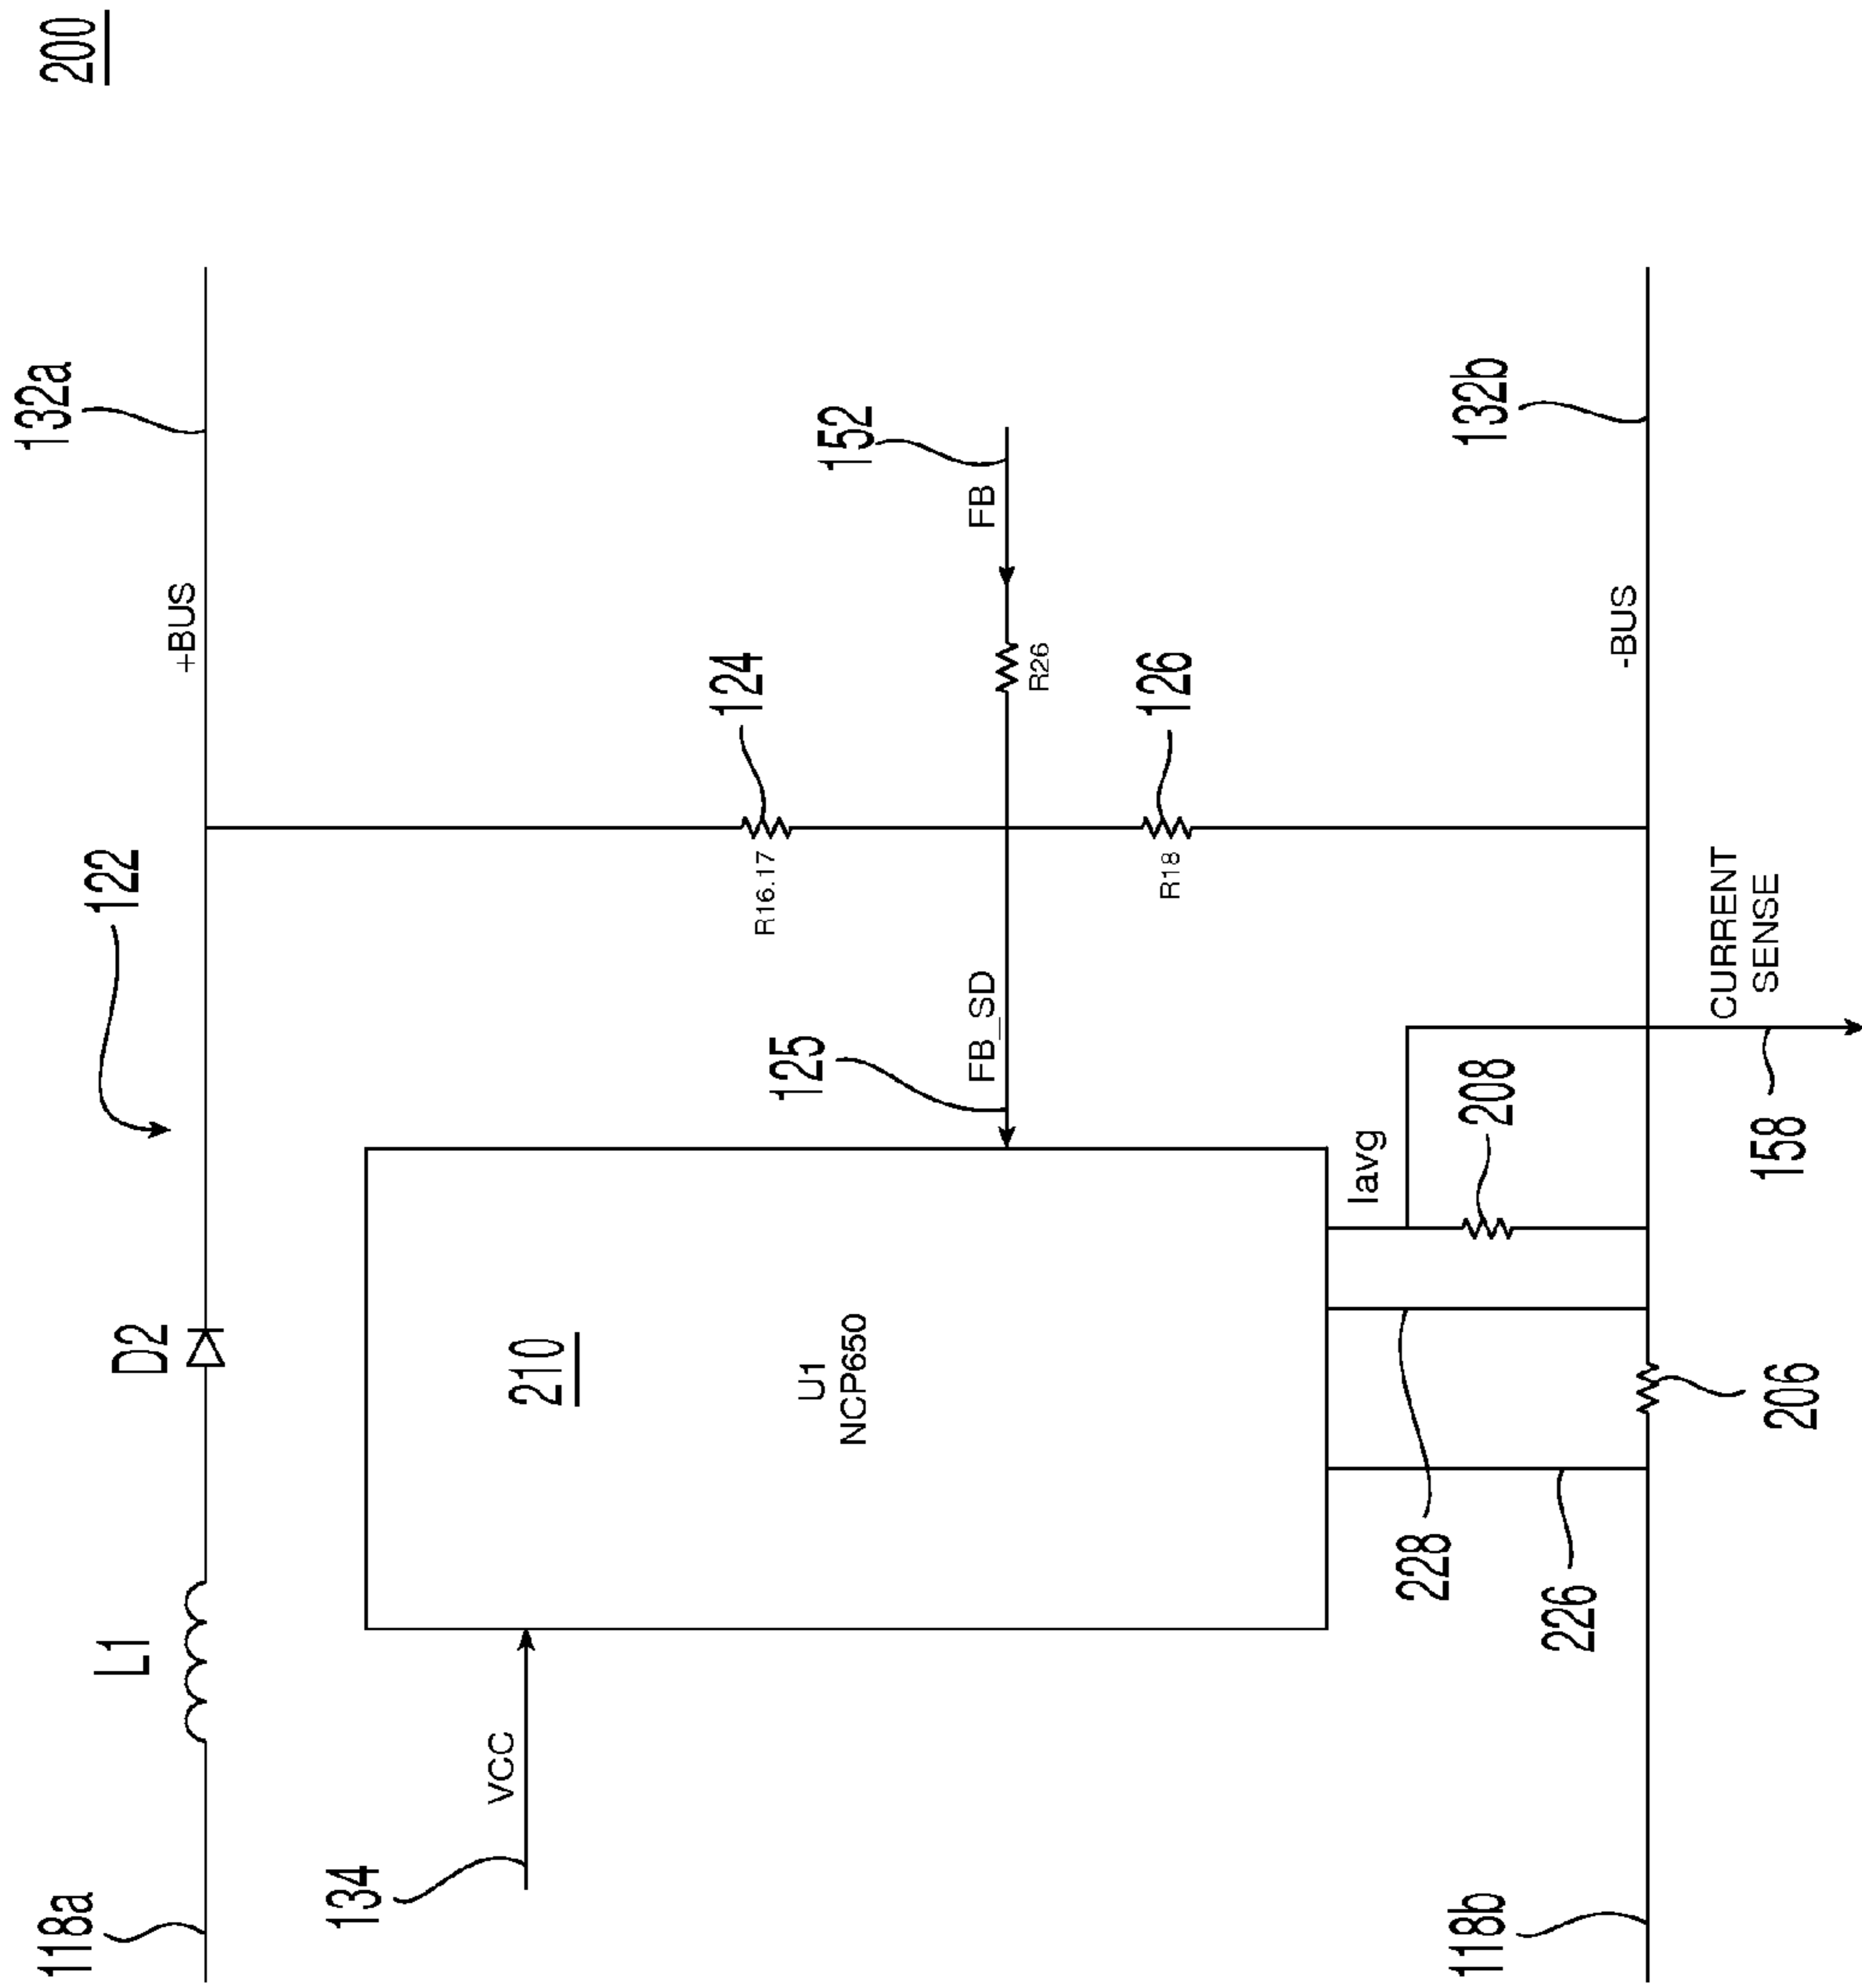 200
122
132a
118a
L1
D2
+BUS
134
VCC
210
U1
NCP650
125
FB_SD
124
R16.17
152
FB
R26
126
R18
Iavg
228
226
208
206
118b
-BUS
132b
CURRENT
SENSE
158